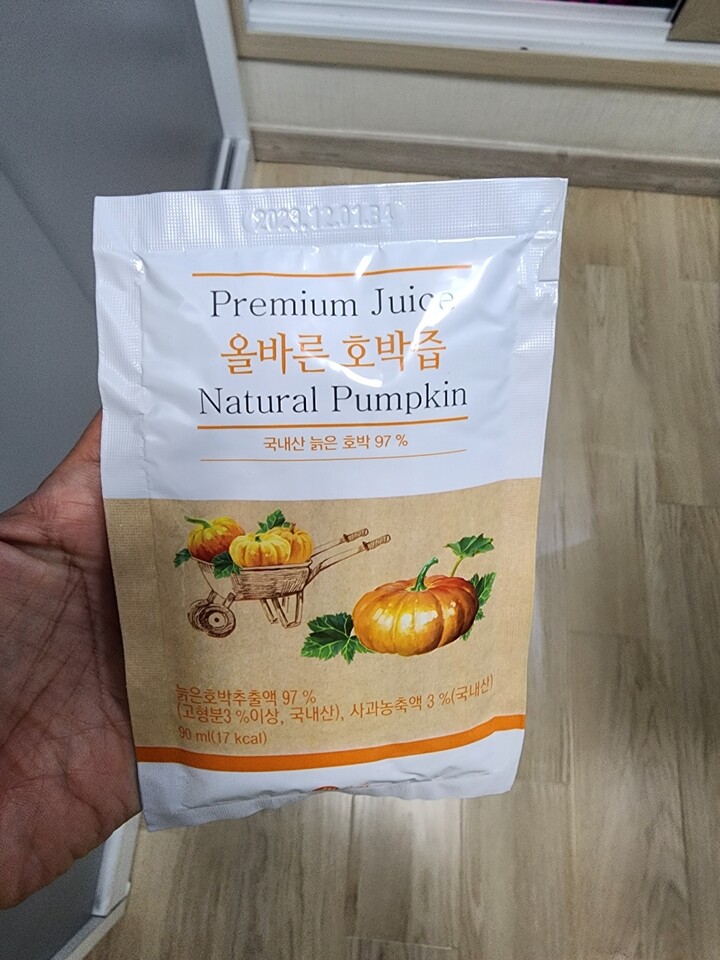 2023.12.01.B4
Premium Juice
올바른 호박즙
Natural Pumpkin
국내산 늙은 호박 97 %
늙은호박추출액 97 %
(고형분3 %이상, 국내산), 사과농축액 3 %(국내산)
90 ml(17 kcal)